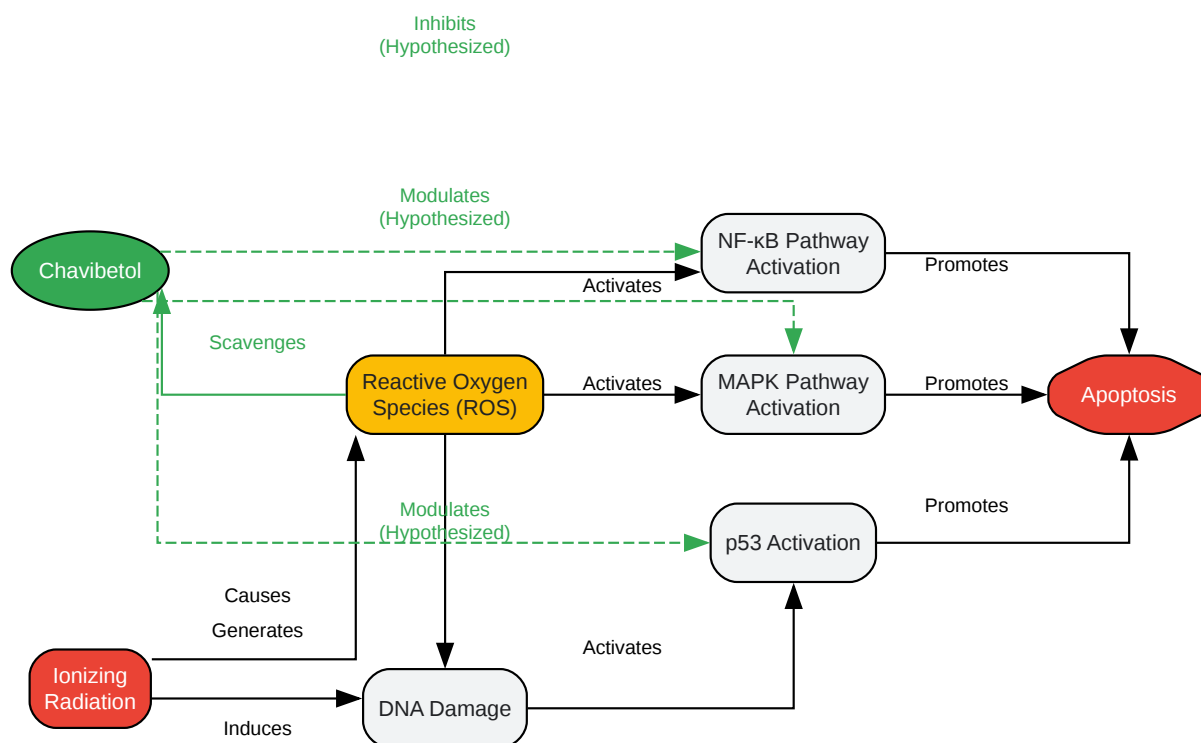 Inhibits
(Hypothesized)
Modulates
(Hypothesized)
NF-κB Pathway
Activation
Promotes
Chavibetol
Activates
Scavenges
Reactive Oxygen
Species (ROS)
Activates
MAPK Pathway
Activation
Promotes
Apoptosis
Modulates
(Hypothesized)
p53 Activation
Promotes
Causes
Generates
Activates
Ionizing
Radiation
DNA Damage
Induces